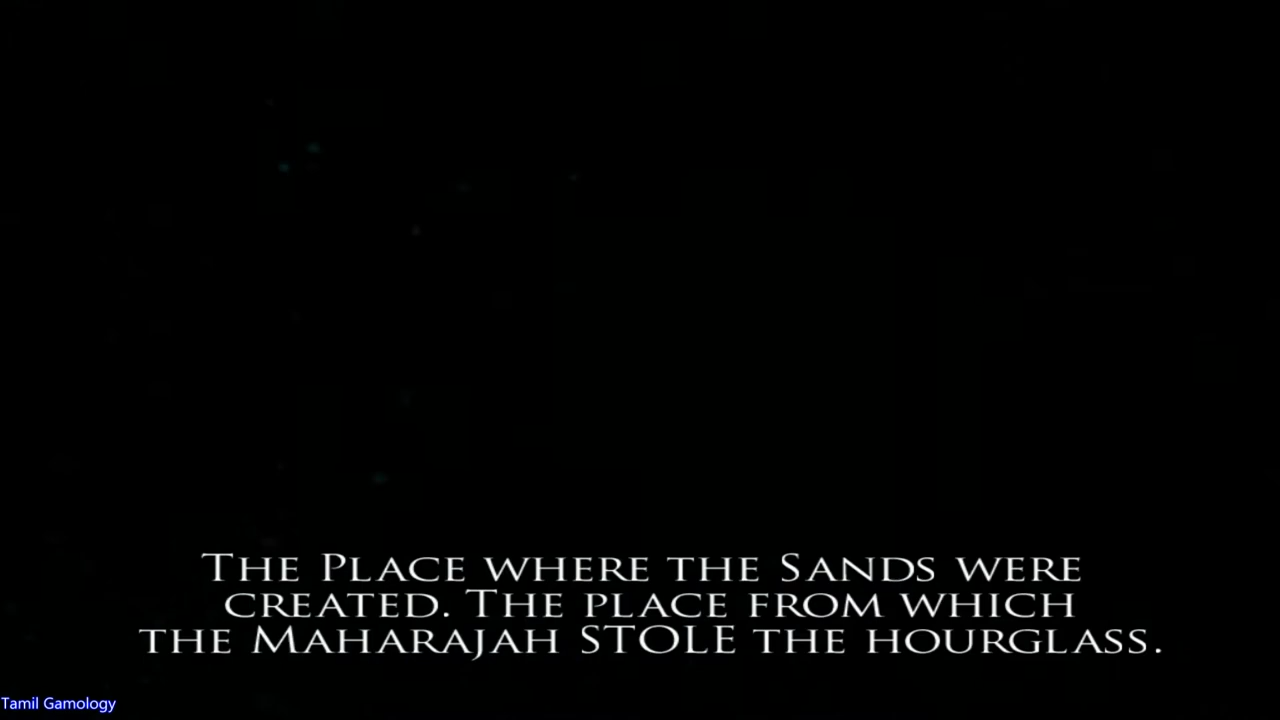 The Place where the Sands were
created. The place from which
the Maharajah STOLE the hourglass.
Tamil Gamology